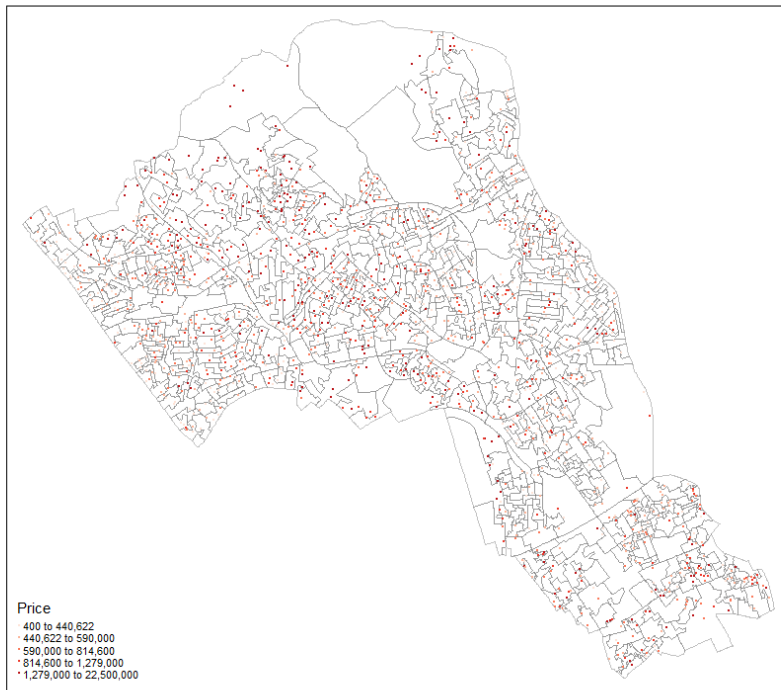 Price
400 to 440,622
440,622 to 590,000
590,000 to 814,600
814,600 to 1,279,000
1,279,000 to 22,500,000